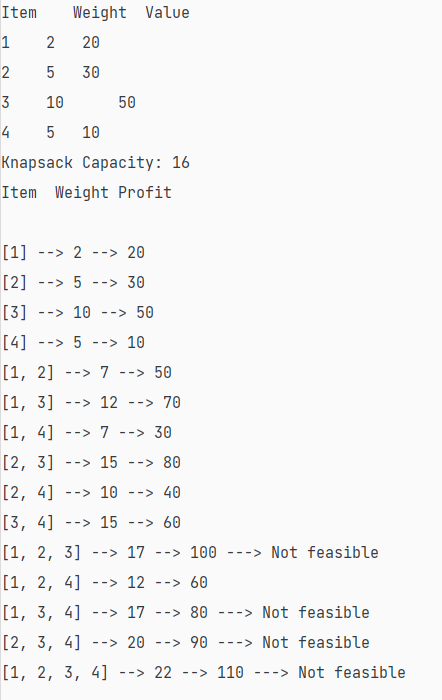 Item    Weight  Value
1    2   20
2    5   30
3    10      50
4    5   10
Knapsack Capacity: 16
Item  Weight Profit
[1] --> 2 --> 20
[2] --> 5 --> 30
[3] --> 10 --> 50
[4] --> 5 --> 10
[1, 2] --> 7 --> 50
[1, 3] --> 12 --> 70
[1, 4] --> 7 --> 30
[2, 3] --> 15 --> 80
[2, 4] --> 10 --> 40
[3, 4] --> 15 --> 60
[1, 2, 3] --> 17 --> 100 ---> Not feasible
[1, 2, 4] --> 12 --> 60
[1, 3, 4] --> 17 --> 80 ---> Not feasible
[2, 3, 4] --> 20 --> 90 ---> Not feasible
[1, 2, 3, 4] --> 22 --> 110 ---> Not feasible